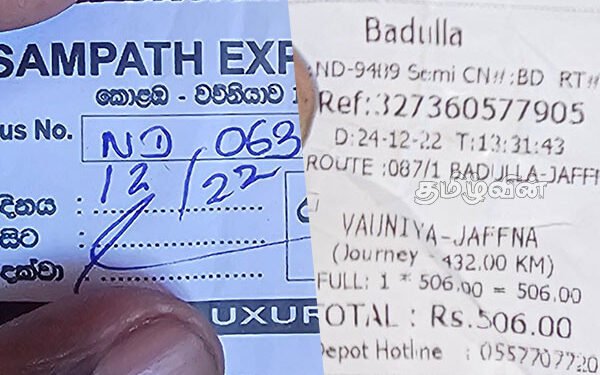 SAMPATH EXP
කොළඹ - වව්නියාව
us No. ND 063
දිනය : 12/22
සිට :
දක්වා :
UXUR
Badulla
ND-9489 Semi CN#:BD RT#
Ref:327360577905
D:24-12-22 T:13:31:43
ROUTE :087/1 BADULLA-JAFF
தமிழ்வின்
VAUNIYA-JAFFNA
(Journey 432.00 KM)
FULL: 1 * 506.00 = 506.00
TOTAL : Rs.506.00
Depot Hotline : 0557707720